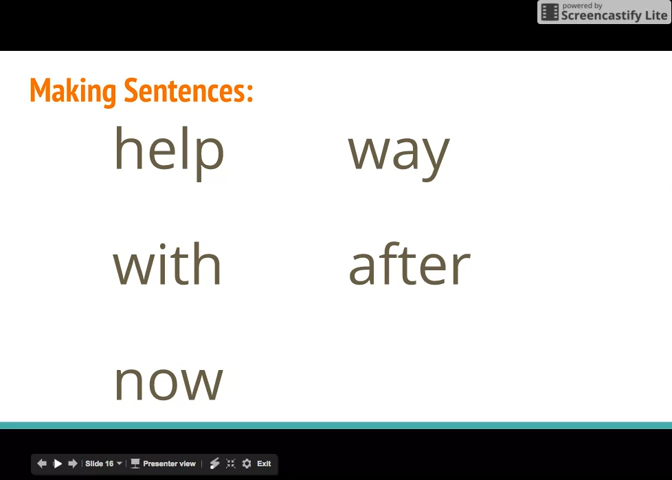 powered by
Screencastify Lite
Making Sentences:
help way
with after
now
Slide 16 Presenter view Exit